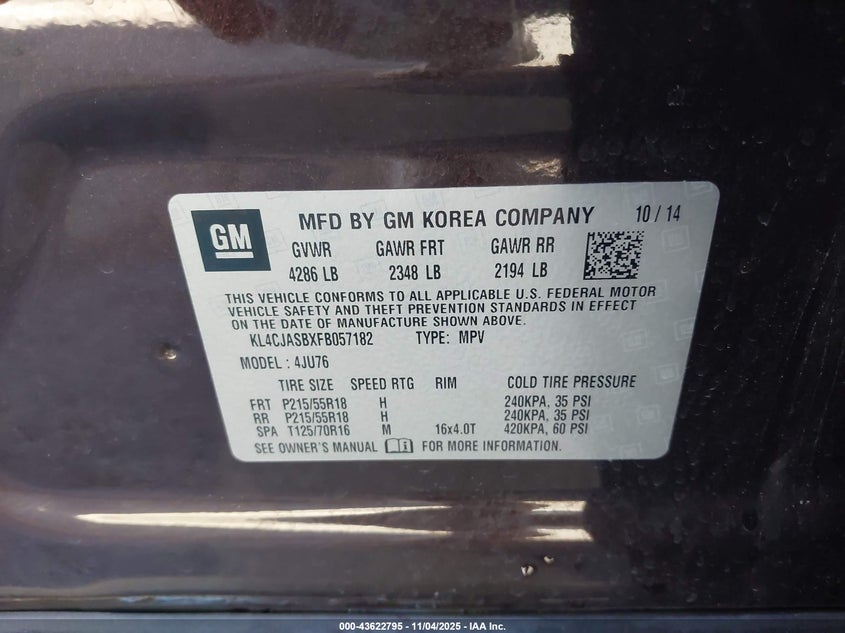 GM
MFD BY GM KOREA COMPANY 10 / 14
GVWR GAWR FRT GAWR RR
4286 LB 2348 LB 2194 LB
THIS VEHICLE CONFORMS TO ALL APPLICABLE U.S. FEDERAL MOTOR
VEHICLE SAFETY AND THEFT PREVENTION STANDARDS IN EFFECT
ON THE DATE OF MANUFACTURE SHOWN ABOVE.
KL4CJASBXFB057182 TYPE: MPV
MODEL : 4JU76
TIRE SIZE SPEED RTG RIM COLD TIRE PRESSURE
FRT P215/55R18 H 240KPA, 35 PSI
RR P215/55R18 H 240KPA, 35 PSI
SPA T125/70R16 M 16x4.0T 420KPA, 60 PSI
SEE OWNER'S MANUAL FOR MORE INFORMATION.
000-43622795 - 11/04/2025 - IAA Inc.